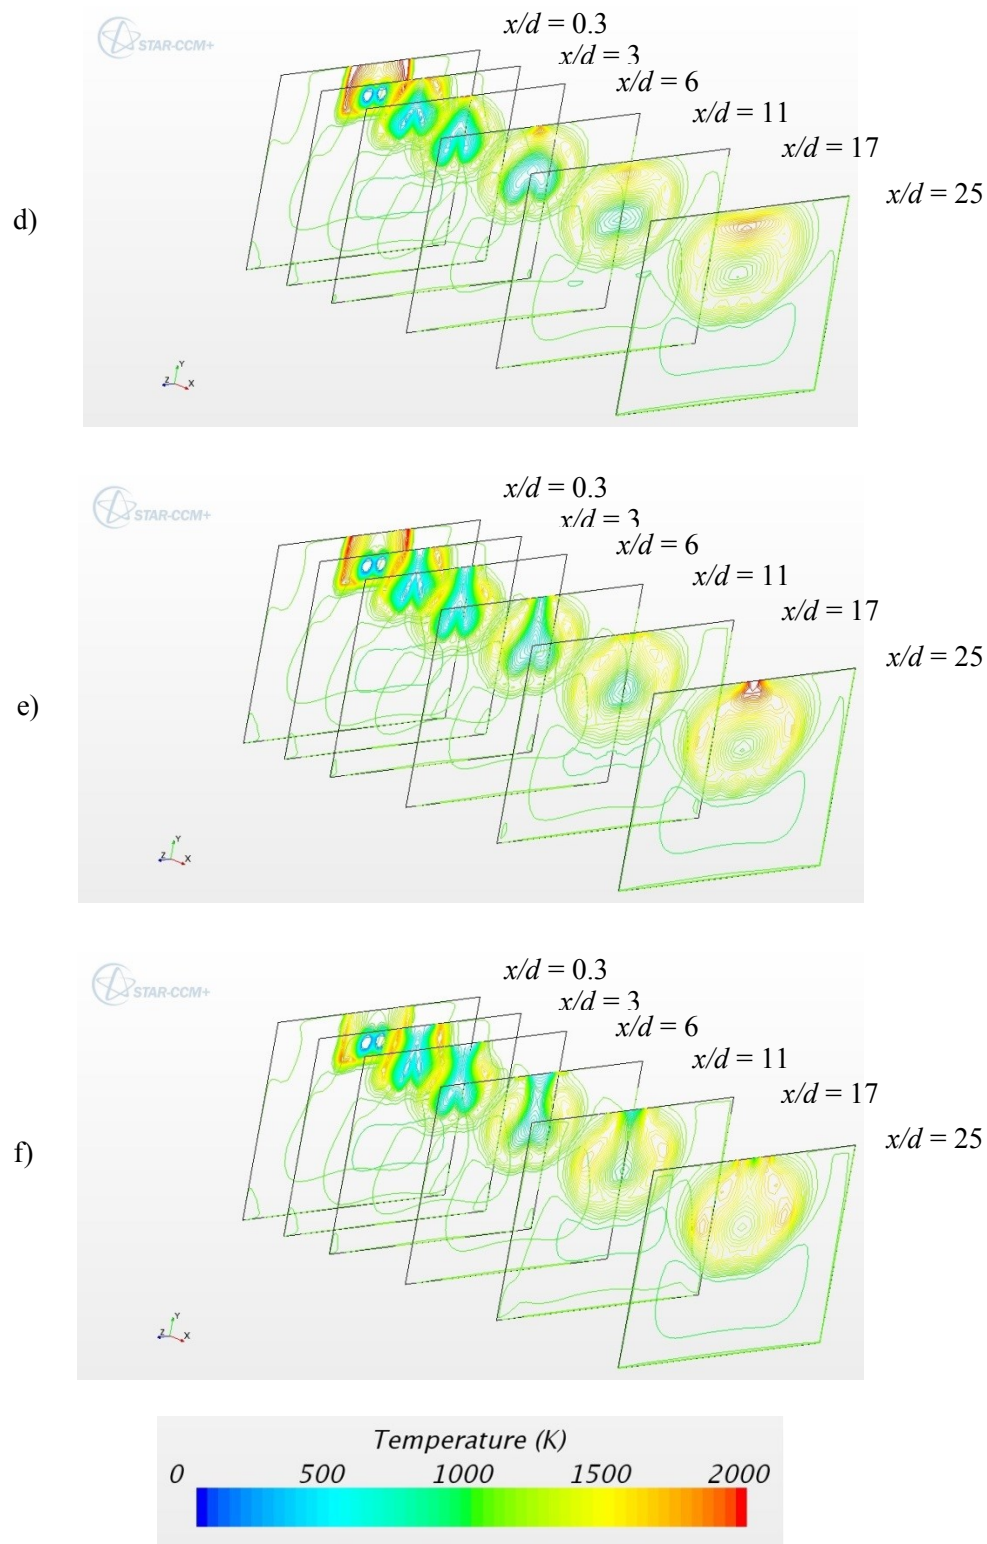 x/d = 0.3
x/d = 3
x/d = 6
x/d = 11
x/d = 17
x/d = 25
d)
STAR-CCM+
Y
Z X
x/d = 0.3
x/d = 3
x/d = 6
x/d = 11
x/d = 17
x/d = 25
e)
STAR-CCM+
Y
Z X
x/d = 0.3
x/d = 3
x/d = 6
x/d = 11
x/d = 17
x/d = 25
f)
STAR-CCM+
Y
Z X
Temperature (K)
0 500 1000 1500 2000